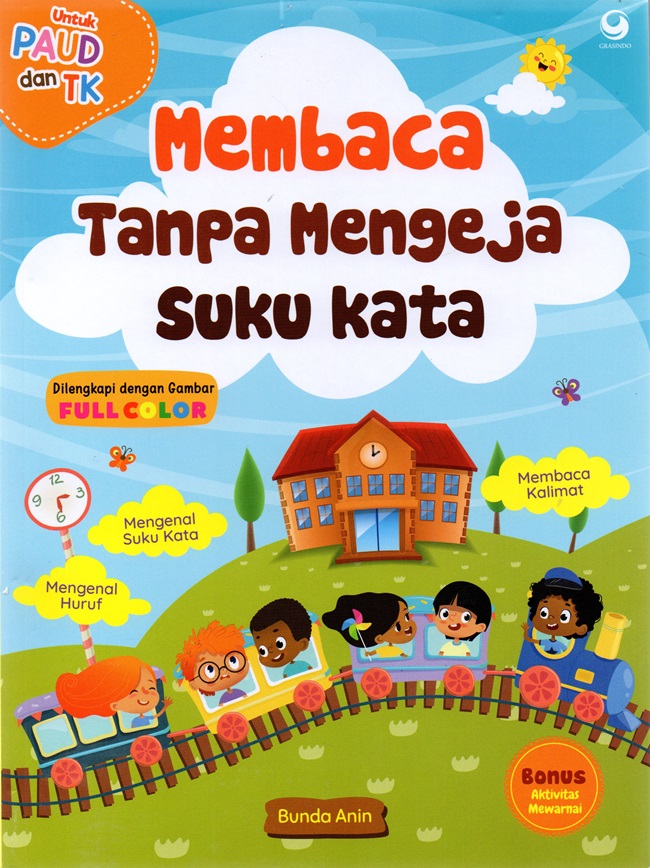 Untuk
PAUD
dan TK
GRASINDO
Membaca
Tanpa Mengeja
Suku Kata
Dilengkapi dengan Gambar
FULL COLOR
12
9 3
6
Mengenal
Suku Kata
Membaca
Kalimat
Mengenal
Huruf
Bonus
Aktivitas
Mewarnai
Bunda Anin